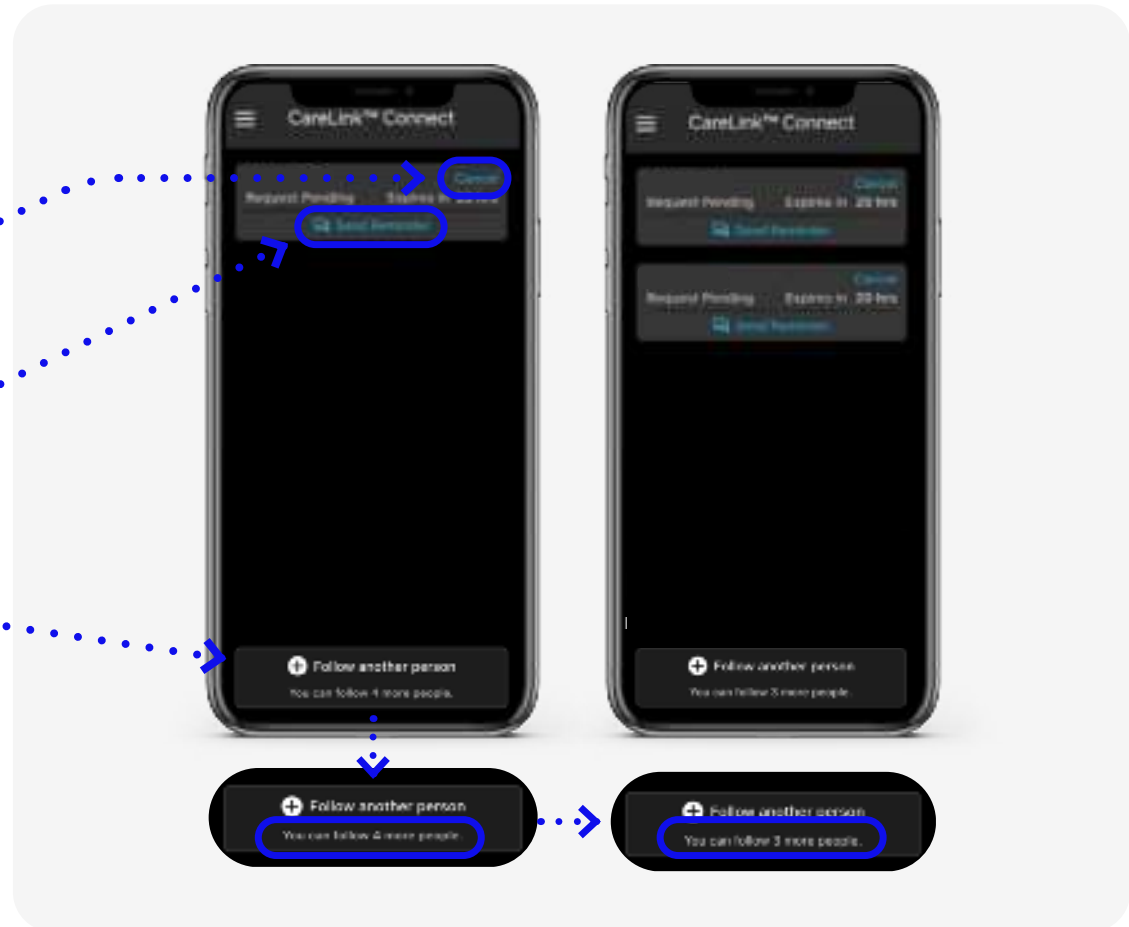 CareLink™ Connect
Cancel
Request Pending Expires in
Send Reminder
Follow another person
You can follow 4 more people.
CareLink™ Connect
Cancel
Request Pending Expires in 20 hrs
Send Reminder
Cancel
Request Pending Expires in 20 hrs
Send Reminder
Follow another person
You can follow 3 more people.
Follow another person
You can follow 4 more people.
Follow another person
You can follow 3 more people.